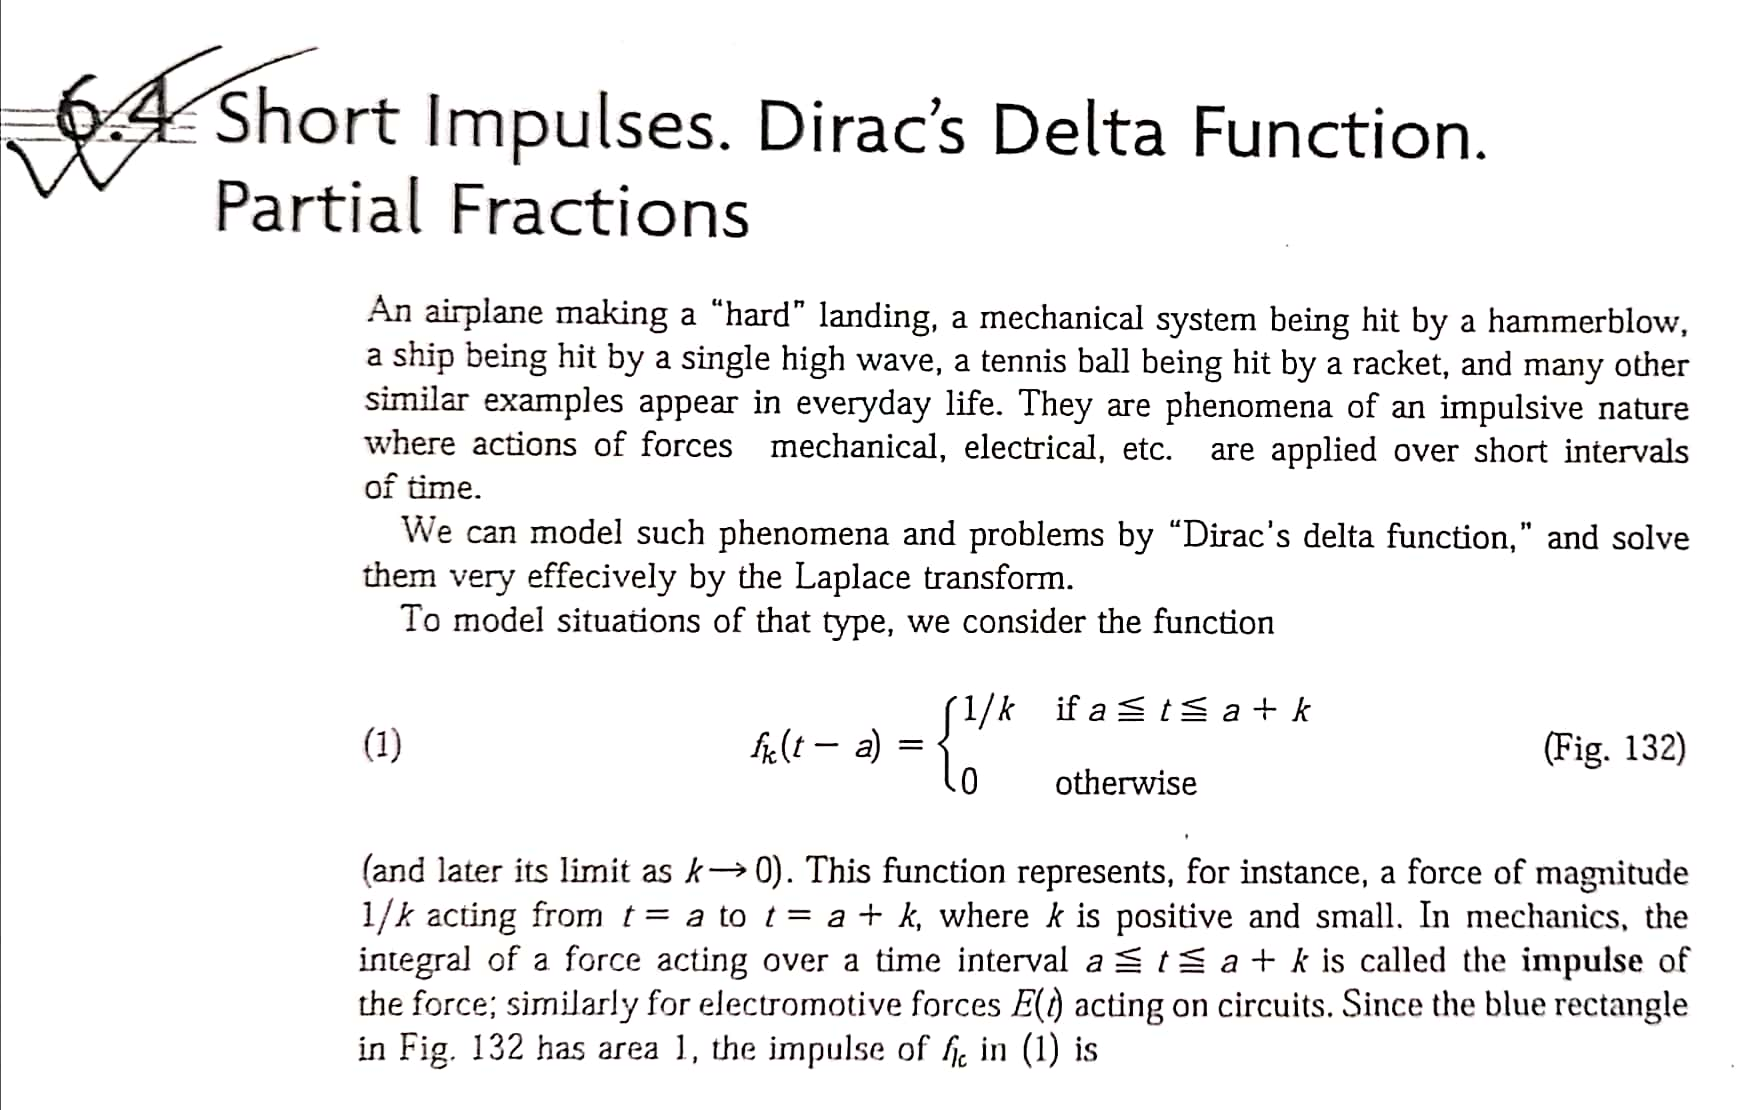 6.4 Short Impulses. Dirac's Delta Function.
Partial Fractions
An airplane making a “hard” landing, a mechanical system being hit by a hammerblow,
a ship being hit by a single high wave, a tennis ball being hit by a racket, and many other
similar examples appear in everyday life. They are phenomena of an impulsive nature
where actions of forces mechanical, electrical, etc. are applied over short intervals
of time.
We can model such phenomena and problems by “Dirac's delta function,” and solve
them very effecively by the Laplace transform.
To model situations of that type, we consider the function
(1) fk(t − a) = { 1/k if a ≦ t ≦ a + k
0 otherwise (Fig. 132)
(and later its limit as k → 0). This function represents, for instance, a force of magnitude
1/k acting from t = a to t = a + k, where k is positive and small. In mechanics, the
integral of a force acting over a time interval a ≦ t ≦ a + k is called the impulse of
the force; similarly for electromotive forces E(t) acting on circuits. Since the blue rectangle
in Fig. 132 has area 1, the impulse of fk in (1) is